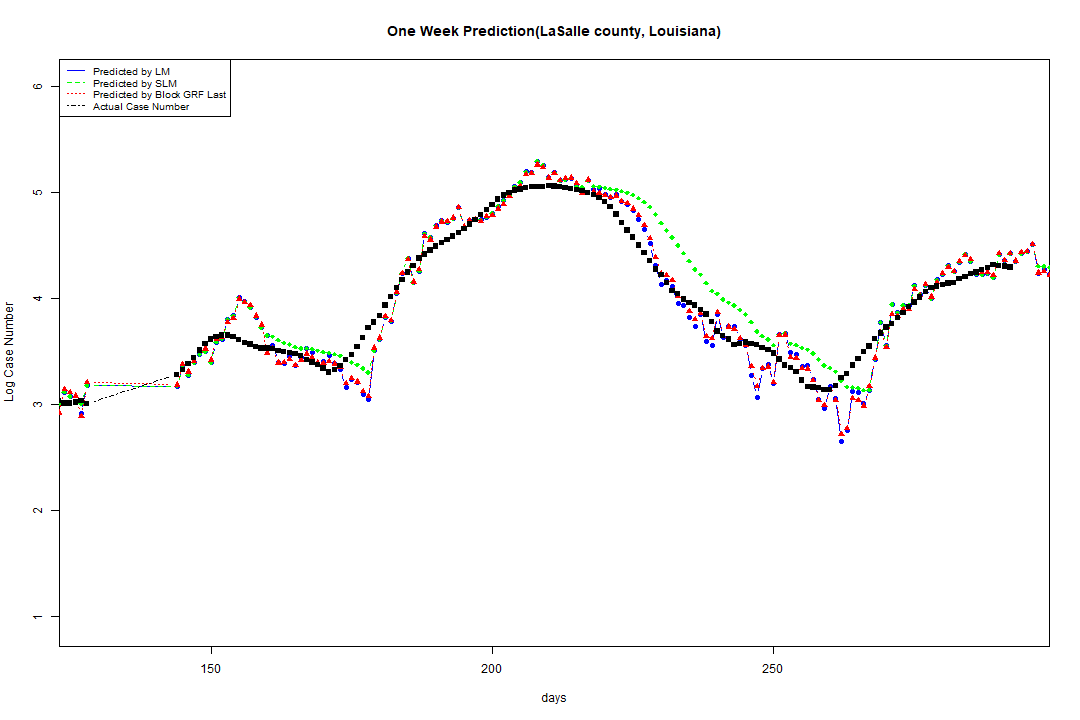 One Week Prediction(LaSalle county, Louisiana)
Predicted by LM
Predicted by SLM
Predicted by Block GRF Last
Actual Case Number
6
5
4
3
2
1
Log Case Number
150 200 250
days